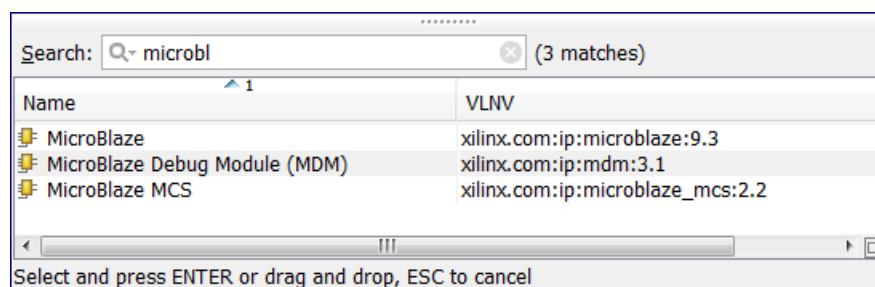 Search: microbl (3 matches)
1
Name VLNV
MicroBlaze xilinx.com:ip:microblaze:9.3
MicroBlaze Debug Module (MDM) xilinx.com:ip:mdm:3.1
MicroBlaze MCS xilinx.com:ip:microblaze_mcs:2.2
Select and press ENTER or drag and drop, ESC to cancel